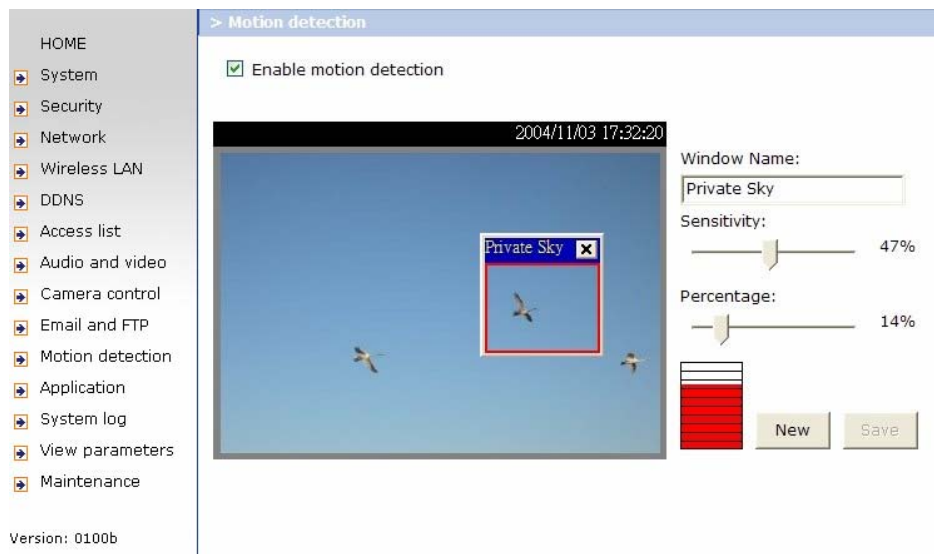 > Motion detection
HOME
System
Security
Network
Wireless LAN
DDNS
Access list
Audio and video
Camera control
Email and FTP
Motion detection
Application
System log
View parameters
Maintenance
Version: 0100b
Enable motion detection
2004/11/03 17:32:20
Private Sky
Window Name:
Private Sky
Sensitivity:
47%
Percentage:
14%
New
Save